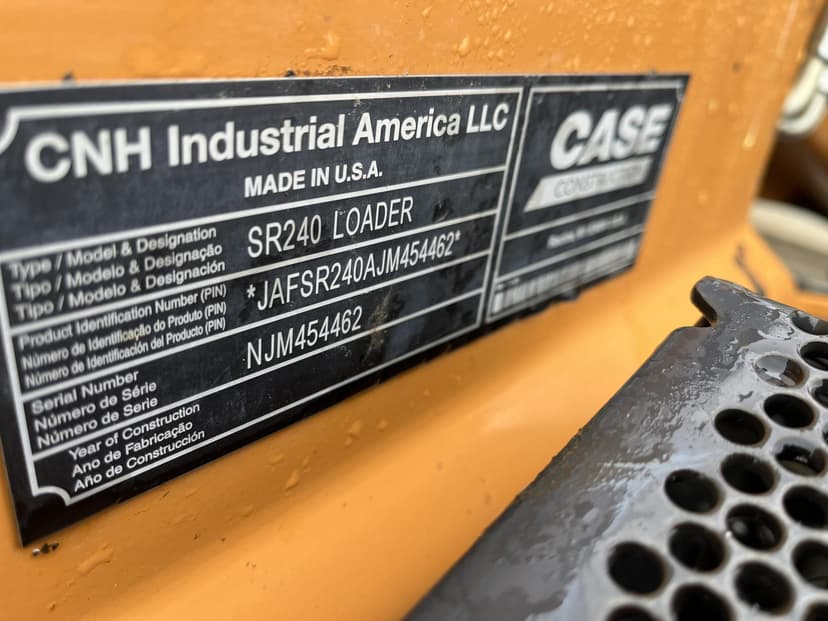 CNH Industrial America LLC
MADE IN U.S.A.
Type / Model & Designation
Tipo / Modelo & Designação
Tipo / Modelo & Designación
SR240 LOADER
Product Identification Number (PIN)
Número de Identificação do Produto (PIN)
Número de Identificación del Producto (PIN)
*JAFSR240AJM454462*
Serial Number
Número de Série
Número de Serie
NJM454462
Year of Construction
Ano de Fabricação
Año de Construcción
CASE
CONSTRUCTION